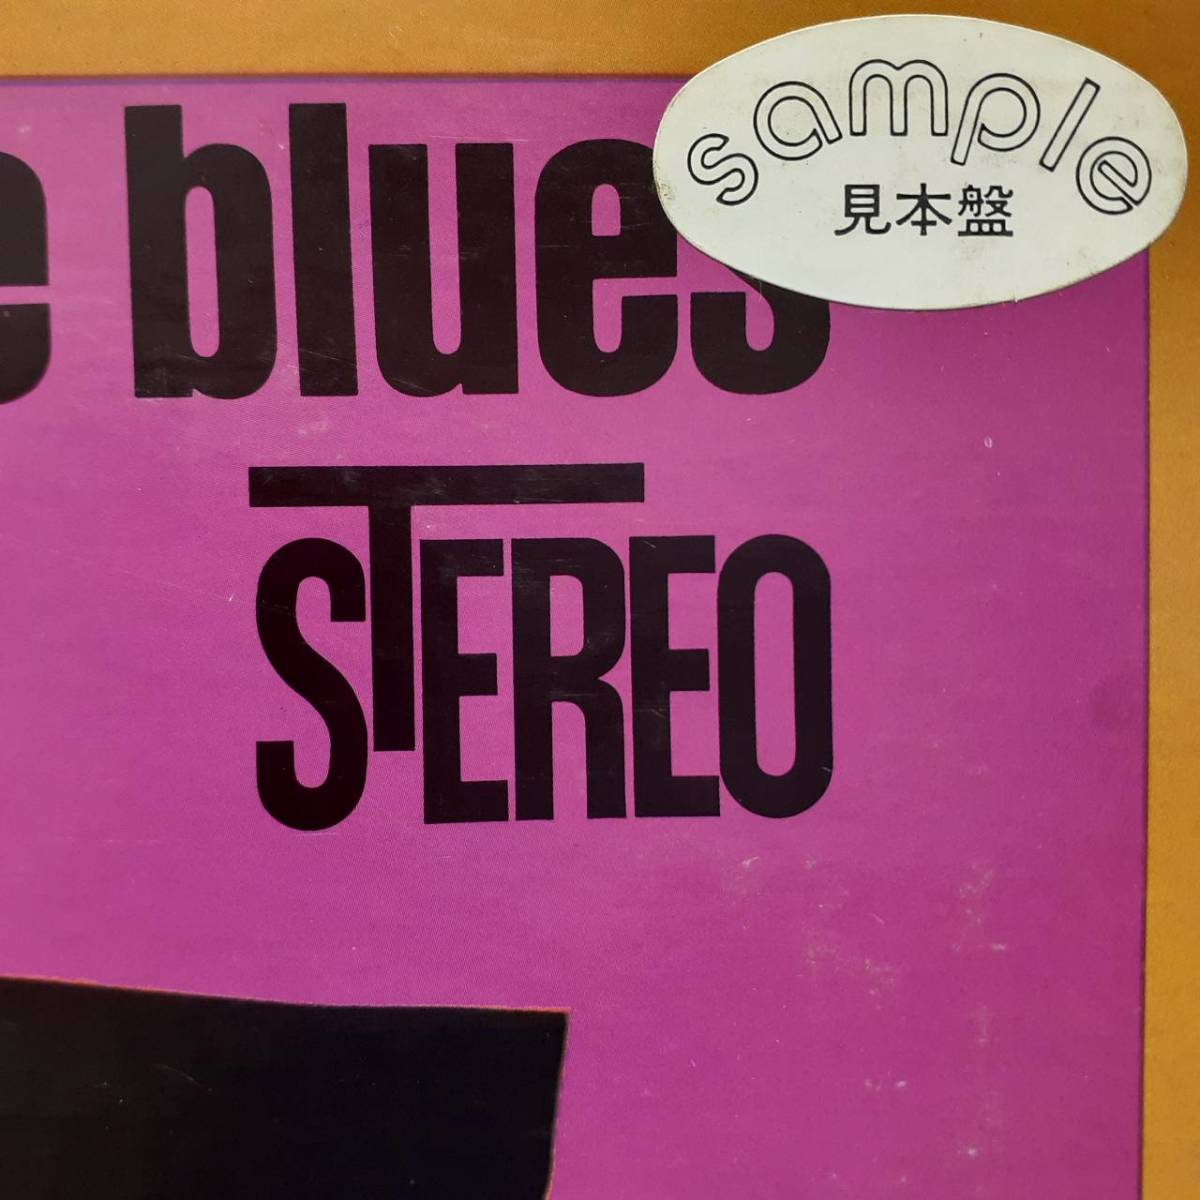 sample
見本盤
e blues
STEREO